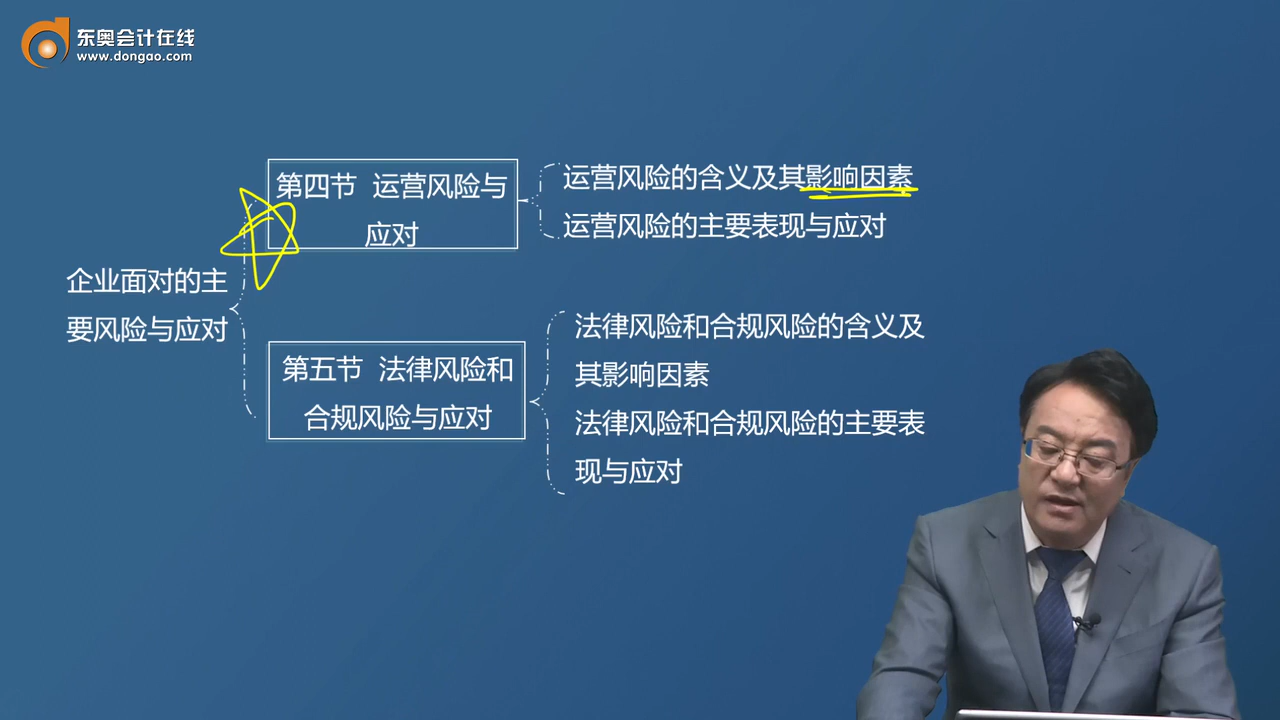 东奥会计在线
www.dongao.com
第四节 运营风险与
应对
运营风险的含义及其影响因素
运营风险的主要表现与应对
企业面对的主
要风险与应对
第五节 法律风险和
合规风险与应对
法律风险和合规风险的含义及
其影响因素
法律风险和合规风险的主要表
现与应对